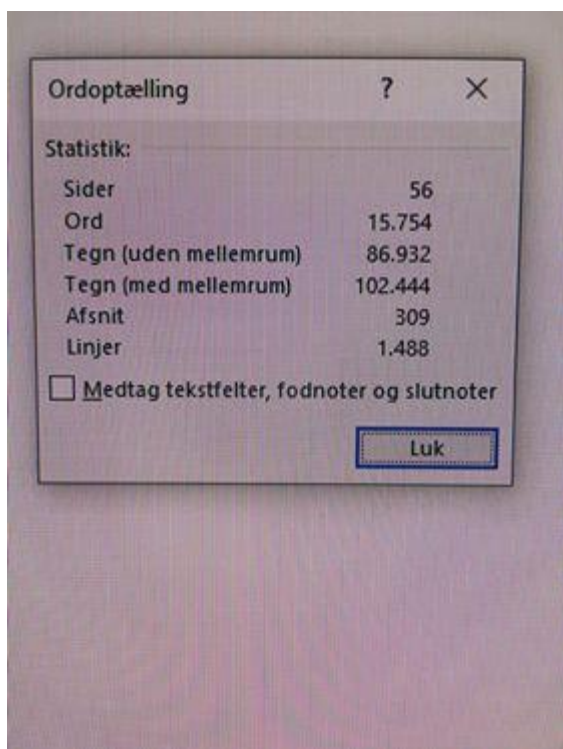 Ordoptælling ? ✕
Statistik:
Sider 56
Ord 15.754
Tegn (uden mellemrum) 86.932
Tegn (med mellemrum) 102.444
Afsnit 309
Linjer 1.488
Medtag tekstfelter, fodnoter og slutnoter
Luk